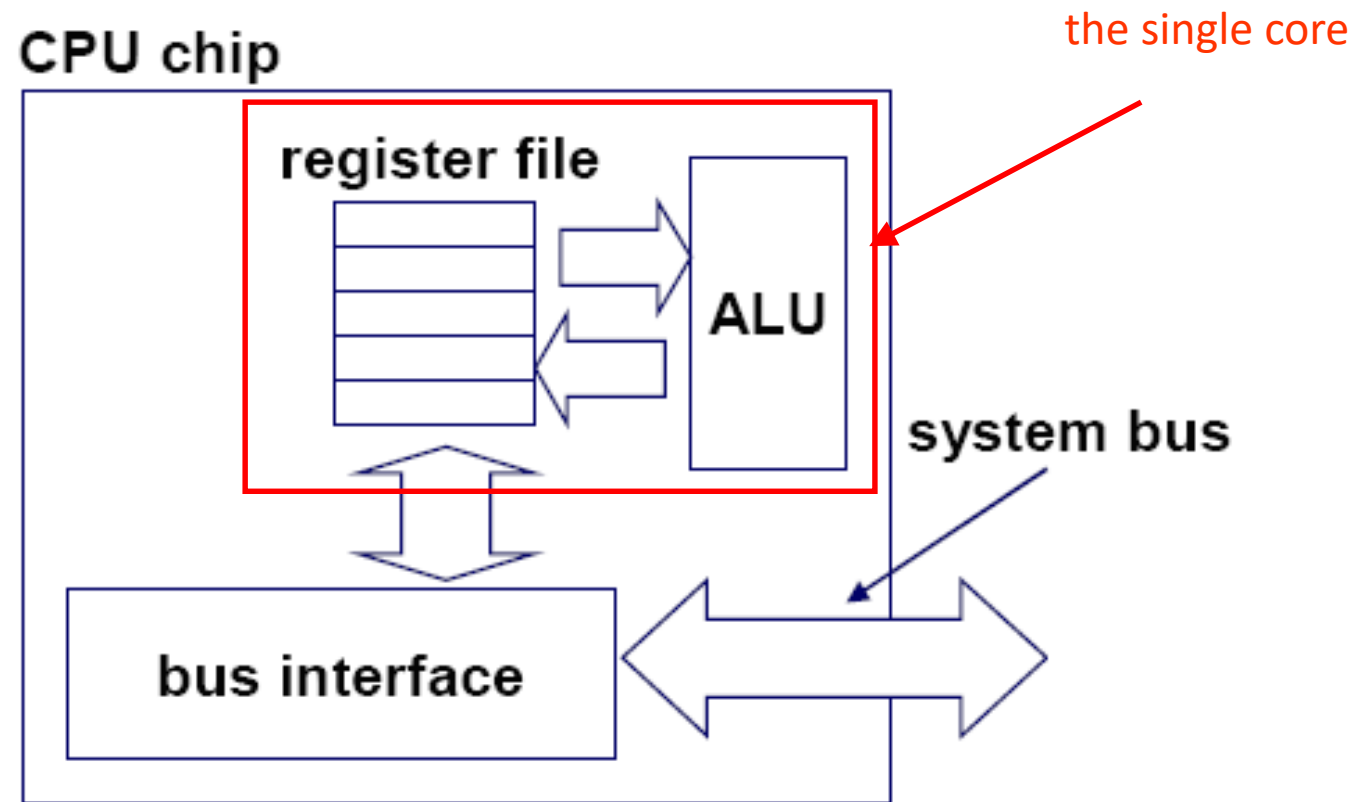 the single core
CPU chip
register file
ALU
system bus
bus interface